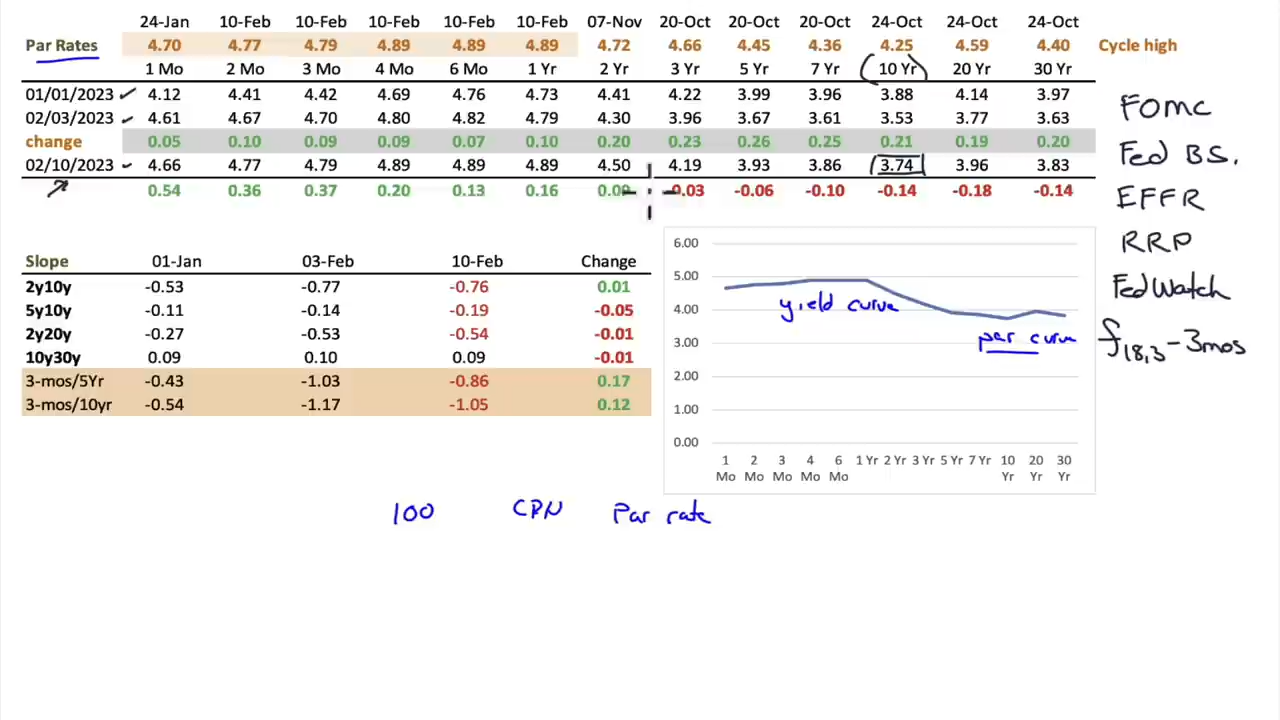 24-Jan 10-Feb 10-Feb 10-Feb 10-Feb 10-Feb 07-Nov 20-Oct 20-Oct 20-Oct 24-Oct 24-Oct 24-Oct
Par Rates 4.70 4.77 4.79 4.89 4.89 4.89 4.72 4.66 4.45 4.36 4.25 4.59 4.40 Cycle high
1 Mo 2 Mo 3 Mo 4 Mo 6 Mo 1 Yr 2 Yr 3 Yr 5 Yr 7 Yr 10 Yr 20 Yr 30 Yr
01/01/2023 4.12 4.41 4.42 4.69 4.76 4.73 4.41 4.22 3.99 3.96 3.88 4.14 3.97
02/03/2023 4.61 4.67 4.70 4.80 4.82 4.79 4.30 3.96 3.67 3.61 3.53 3.77 3.63
change 0.05 0.10 0.09 0.09 0.07 0.10 0.20 0.23 0.26 0.25 0.21 0.19 0.20
02/10/2023 4.66 4.77 4.79 4.89 4.89 4.89 4.50 4.19 3.93 3.86 3.74 3.96 3.83
0.54 0.36 0.37 0.20 0.13 0.16 -0.06 -0.10 -0.14 -0.18 -0.14
FOMC
Fed B.S.
EFFR
RRP
FedWatch
f18,3 - 3mos
Slope 01-Jan 03-Feb 10-Feb Change
2y10y -0.53 -0.77 -0.76 0.01
5y10y -0.11 -0.14 -0.19 -0.05
2y20y -0.27 -0.53 -0.54 -0.01
10y30y 0.09 0.10 0.09 -0.01
3-mos/5Yr -0.43 -1.03 -0.86 0.17
3-mos/10yr -0.54 -1.17 -1.05 0.12
6.00
5.00
4.00
3.00
2.00
1.00
0.00
yield curve
par curve
1 2 3 4 6 1 Yr 2 Yr 3 Yr 5 Yr 7 Yr 10 20 30
Mo Mo Mo Mo Mo Yr Yr Yr
100 CPN Par rate